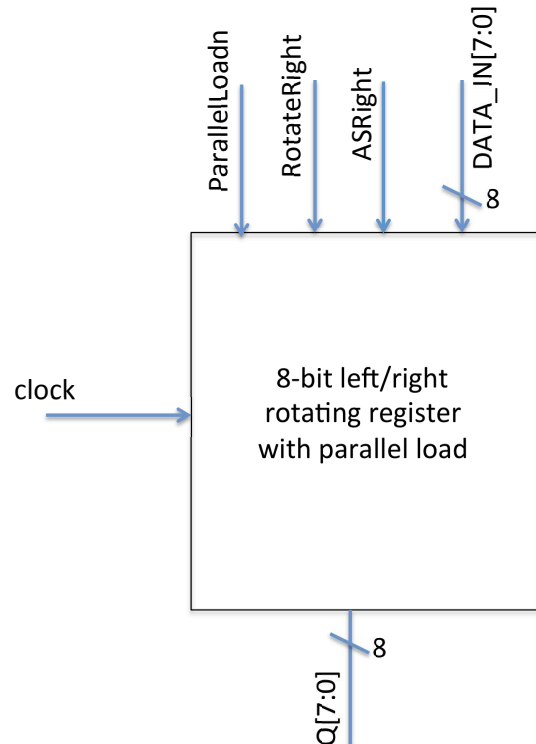 ParallelLoadn
RotateRight
ASRight
DATA_IN[7:0]
8
clock
8-bit left/right
rotating register
with parallel load
8
Q[7:0]